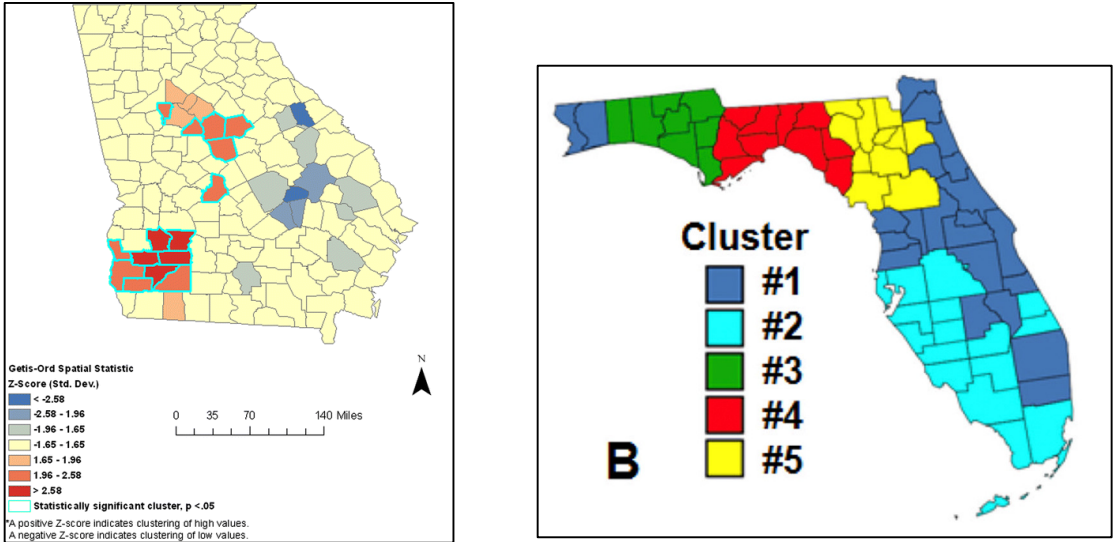 Getis-Ord Spatial Statistic
Z-Score (Std. Dev.)
< -2.58
-2.58 - 1.96
-1.96 - 1.65
-1.65 - 1.65
1.65 - 1.96
1.96 - 2.58
> 2.58
Statistically significant cluster, p <.05
*A positive Z-score indicates clustering of high values.
A negative Z-score indicates clustering of low values.
N
0 35 70 140 Miles
Cluster
#1
#2
#3
#4
#5
B